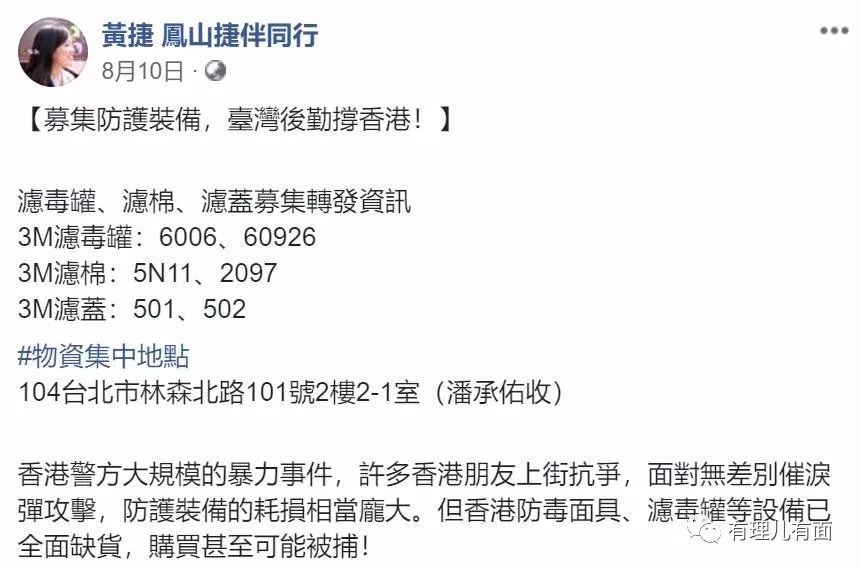 黃捷 鳳山捷伴同行
8月10日
【募集防護裝備，臺灣後勤撐香港！】
濾毒罐、濾棉、濾蓋募集轉發資訊
3M濾毒罐：6006、60926
3M濾棉：5N11、2097
3M濾蓋：501、502
#物資集中地點
104台北市林森北路101號2樓2-1室（潘承佑收）
香港警方大規模的暴力事件，許多香港朋友上街抗爭，面對無差別催淚
彈攻擊，防護裝備的耗損相當龐大。但香港防毒面具、濾毒罐等設備已
全面缺貨，購買甚至可能被捕！
有理儿有面